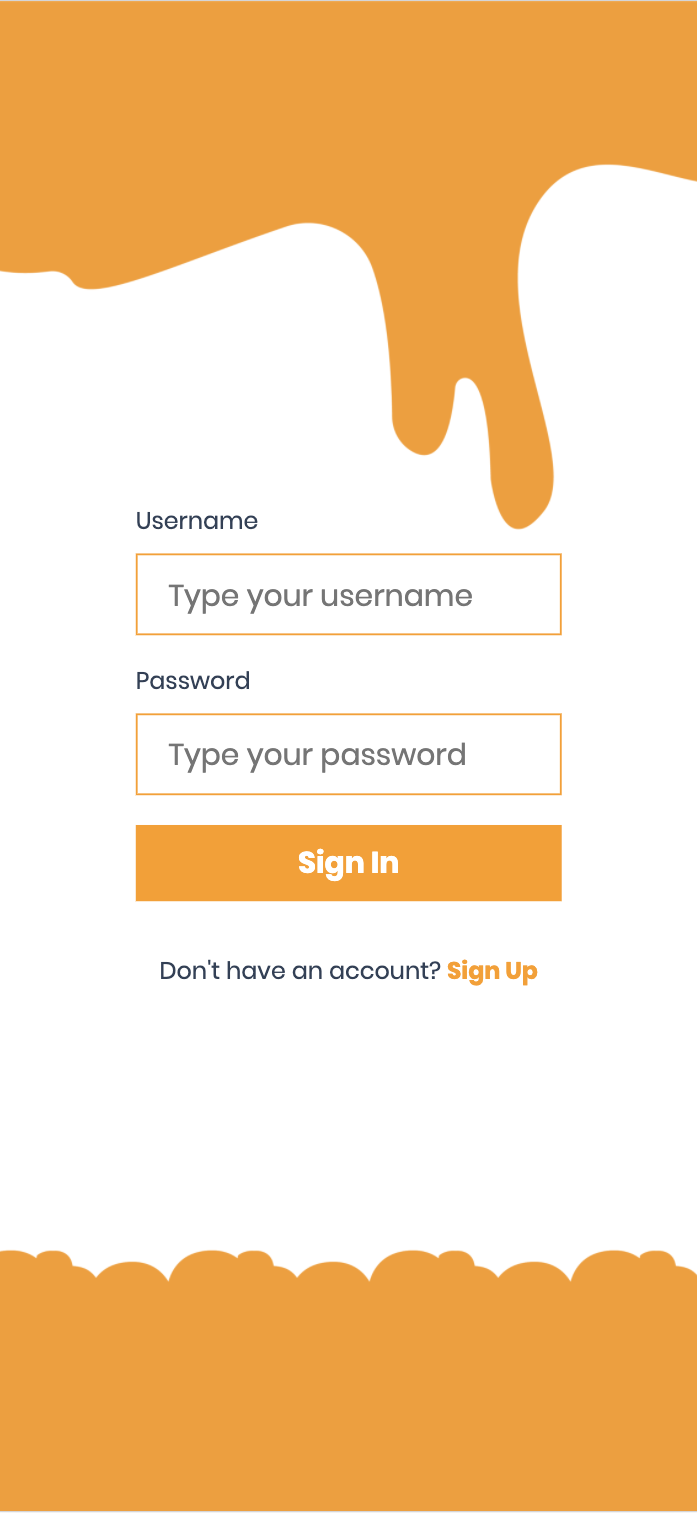 Username
Type your username
Password
Type your password
Sign In
Don't have an account? Sign Up